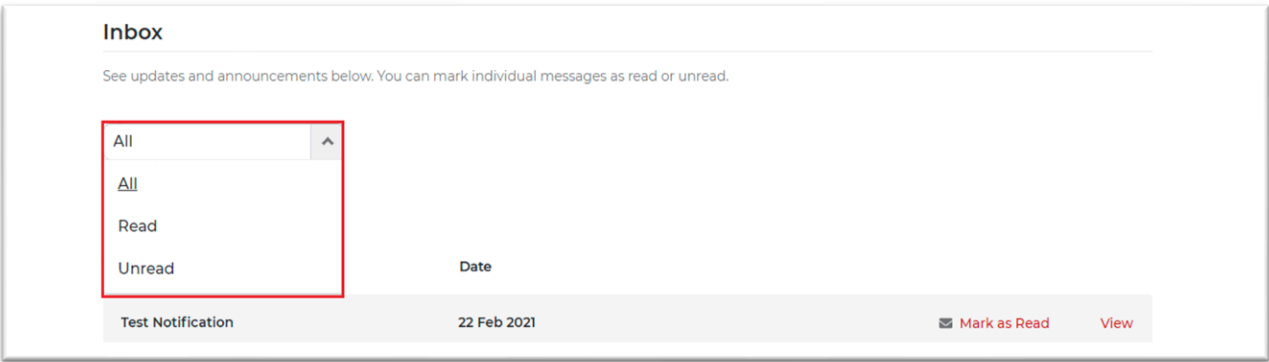 Inbox
See updates and announcements below. You can mark individual messages as read or unread.
All
All
Read
Unread
Date
Test Notification 22 Feb 2021 Mark as Read View